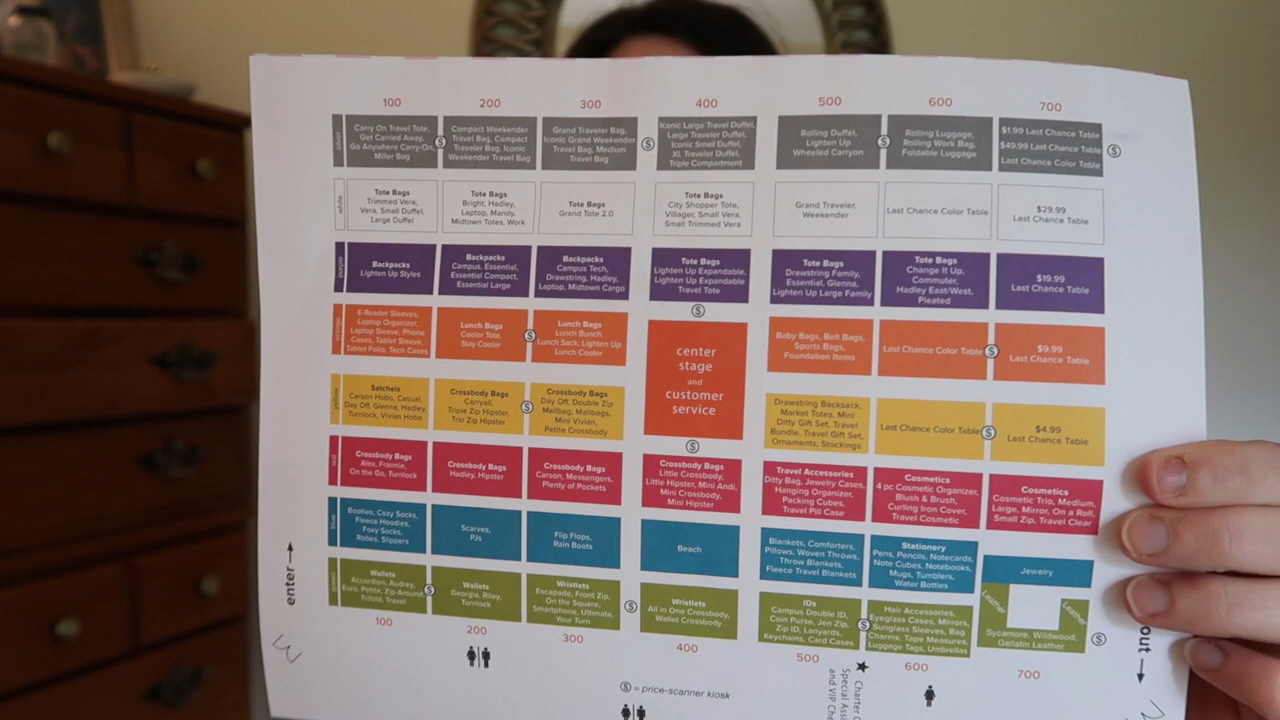 100 200 300 400 500 600 700
silver
Carry On Travel Tote,
Get Carried Away,
Go Anywhere Carry-On,
Miller Bag
$
Compact Weekender
Travel Bag, Compact
Traveler Bag, Iconic
Weekender Travel Bag
Grand Traveler Bag,
Iconic Grand Weekender
Travel Bag, Medium
Travel Bag
$
Iconic Large Travel Duffel,
Large Traveler Duffel,
Iconic Small Duffel,
XL Traveler Duffel,
Triple Compartment
Rolling Duffel,
Lighten Up
Wheeled Carryon
$
Rolling Luggage,
Rolling Work Bag,
Foldable Luggage
$1.99 Last Chance Table
$49.99 Last Chance Table
Last Chance Color Table
$
white
Tote Bags
Trimmed Vera,
Vera, Small Duffel,
Large Duffel
Tote Bags
Bright, Hadley,
Laptop, Mandy,
Midtown Totes, Work
Tote Bags
Grand Tote 2.0
Tote Bags
City Shopper Tote,
Villager, Small Vera,
Small Trimmed Vera
Grand Traveler,
Weekender
Last Chance Color Table
$29.99
Last Chance Table
purple
Backpacks
Lighten Up Styles
Backpacks
Campus, Essential,
Essential Compact,
Essential Large
Backpacks
Campus Tech,
Drawstring, Hadley,
Laptop, Midtown Cargo
Tote Bags
Lighten Up Expandable,
Lighten Up Expandable
Travel Tote
$
Tote Bags
Drawstring Family,
Essential, Glenna,
Lighten Up Large Family
Tote Bags
Change It Up,
Commuter,
Hadley East/West,
Pleated
$19.99
Last Chance Table
orange
E-Reader Sleeves,
Laptop Organizer,
Laptop Sleeve, Phone
Cases, Tablet Sleeve,
Tablet Folio, Tech Cases
Lunch Bags
Cooler Tote,
Stay Cooler
$
Lunch Bags
Lunch Bunch,
Lunch Sack, Lighten Up
Lunch Cooler
center
stage
and
customer
service
Baby Bags, Belt Bags,
Sports Bags,
Foundation Items
Last Chance Color Table
$
$9.99
Last Chance Table
yellow
Satchels
Carson Hobo, Casual,
Day Off, Glenna, Hadley,
Turnlock, Vivian Hobo
Crossbody Bags
Carryall,
Triple Zip Hipster,
Trio Zip Hipster
$
Crossbody Bags
Day Off, Double Zip
Mailbag, Mailbags,
Mini Vivian,
Petite Crossbody
$
Drawstring Backsack,
Market Totes, Mini
Ditty Gift Set, Travel
Bundle, Travel Gift Set,
Ornaments, Stockings
Last Chance Color Table
$
$4.99
Last Chance Table
red
Crossbody Bags
Alex, Frannie,
On the Go, Turnlock
Crossbody Bags
Hadley, Hipster
Crossbody Bags
Carson, Messengers,
Plenty of Pockets
Crossbody Bags
Little Crossbody,
Little Hipster, Mini Andi,
Mini Crossbody,
Mini Hipster
Travel Accessories
Ditty Bag, Jewelry Cases,
Hanging Organizer,
Packing Cubes,
Travel Pill Case
Cosmetics
4 pc Cosmetic Organizer,
Blush & Brush,
Curling Iron Cover,
Travel Cosmetic
Cosmetics
Cosmetic Trio, Medium,
Large, Mirror, On a Roll,
Small Zip, Travel Clear
blue
Booties, Cozy Socks,
Fleece Hoodies,
Foxy Socks,
Robes, Slippers
Scarves,
PJs
Flip Flops,
Rain Boots
Beach
Blankets, Comforters,
Pillows, Woven Throws,
Throw Blankets,
Fleece Travel Blankets
Stationery
Pens, Pencils, Notecards,
Note Cubes, Notebooks,
Mugs, Tumblers,
Water Bottles
Jewelry
enter →
green
Wallets
Accordion, Audrey,
Euro, Petite, Zip-Around,
Trifold, Travel
$
Wallets
Georgia, Riley,
Turnlock
Wristlets
Escapade, Front Zip,
On the Square,
Smartphone, Ultimate,
Your Turn
$
Wristlets
All in One Crossbody,
Wallet Crossbody
IDs
Campus Double ID,
Coin Purse, Jen Zip,
Zip ID, Lanyards,
Keychains, Card Cases
$
Hair Accessories,
Eyeglass Cases, Mirrors,
Sunglass Sleeves, Bag
Charms, Tape Measures,
Luggage Tags, Umbrellas
Leather
Leather
Sycamore, Wildwood,
Gallatin Leather
$
out →
100 200 300 400 500 600 700
$ = price-scanner kiosk
★ Charter
Special
and VIP